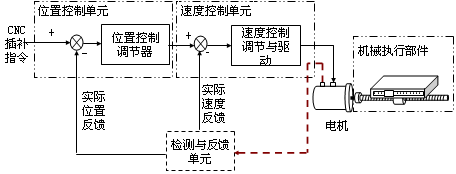 位置控制单元
速度控制单元
CNC
插补
指令
+
−
位置控制
调节器
+
−
速度控制
调节与驱
动
机械执行部件
实际
位置
反馈
实际
速度
反馈
电机
检测与反馈
单元